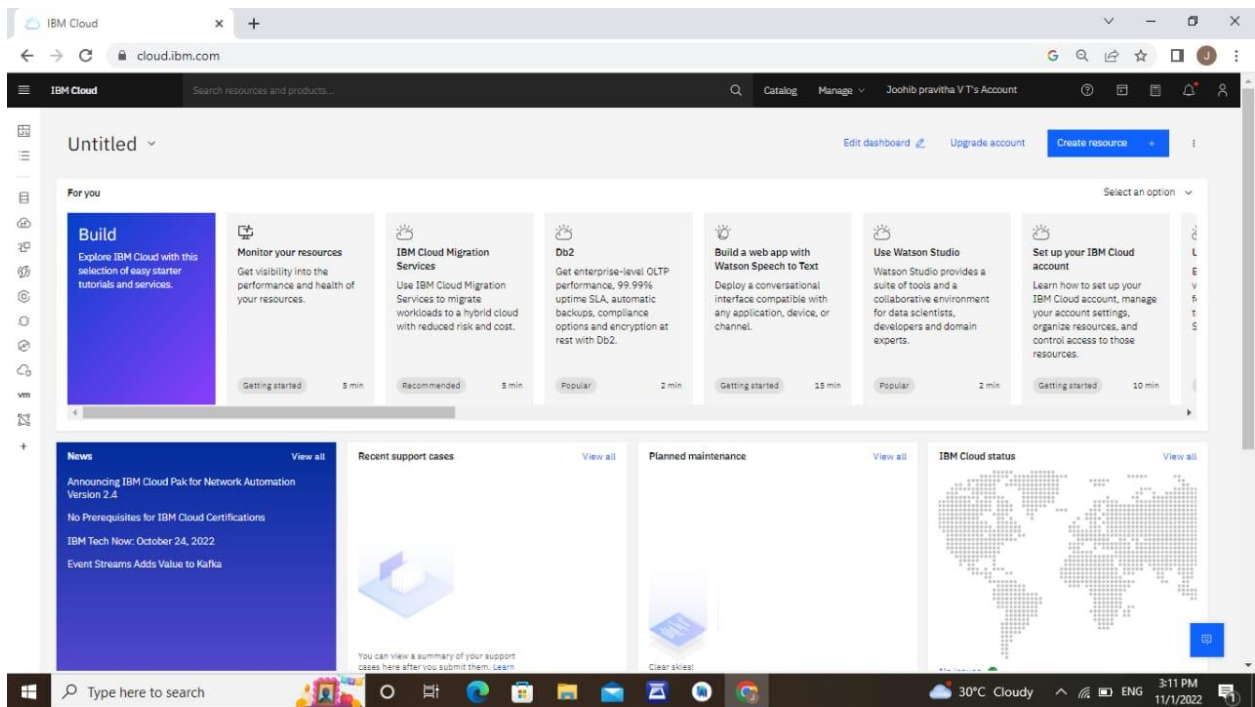 IBM Cloud
cloud.ibm.com
G
J
IBM Cloud
Search resources and products...
Catalog
Manage
Joohib pravitha V T's Account
Untitled
Edit dashboard
Upgrade account
Create resource +
For you
Select an option
Build
Explore IBM Cloud with this
selection of easy starter
tutorials and services.
Monitor your resources
Get visibility into the
performance and health of
your resources.
Getting started
5 min
IBM Cloud Migration
Services
Use IBM Cloud Migration
Services to migrate
workloads to a hybrid cloud
with reduced risk and cost.
Recommended
5 min
Db2
Get enterprise-level OLTP
performance, 99.99%
uptime SLA, automatic
backups, compliance
options and encryption at
rest with Db2.
Popular
2 min
Build a web app with
Watson Speech to Text
Deploy a conversational
interface compatible with
any application, device, or
channel.
Getting started
15 min
Use Watson Studio
Watson Studio provides a
suite of tools and a
collaborative environment
for data scientists,
developers and domain
experts.
Popular
2 min
Set up your IBM Cloud
account
Learn how to set up your
IBM Cloud account, manage
your account settings,
organize resources, and
control access to those
resources.
Getting started
10 min
vm
News
View all
Announcing IBM Cloud Pak for Network Automation
Version 2.4
No Prerequisites for IBM Cloud Certifications
IBM Tech Now: October 24, 2022
Event Streams Adds Value to Kafka
Recent support cases
View all
You can view a summary of your support
cases here after you submit them. Learn
Planned maintenance
View all
Clear skies!
IBM Cloud status
View all
Type here to search
30°C Cloudy
ENG
3:11 PM
11/1/2022